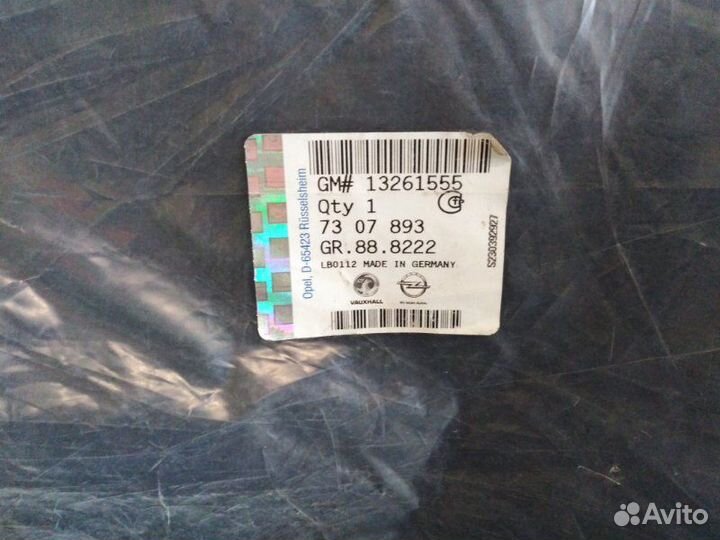 GM# 13261555
Qty 1
73 07 893
GR.88.8222
LB0112 MADE IN GERMANY
VAUXHALL
Opel, D-65423 Rüsselsheim
S230392927
Avito